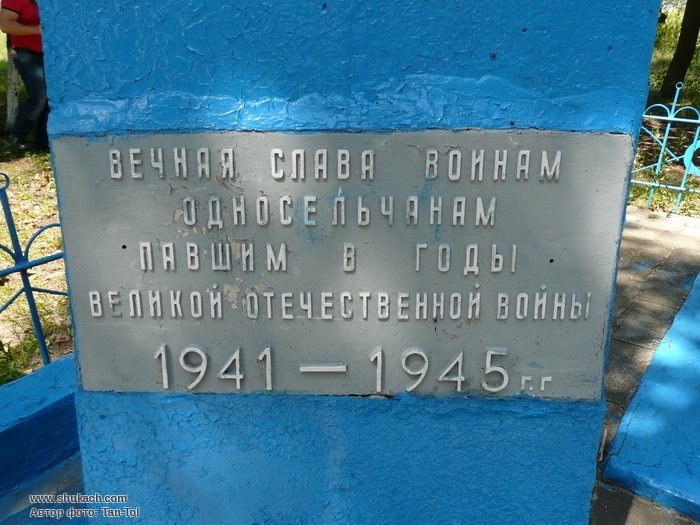 ВЕЧНАЯ СЛАВА ВОИНАМ
ОДНОСЕЛЬЧАНАМ
ПАВШИМ В ГОДЫ
ВЕЛИКОЙ ОТЕЧЕСТВЕННОЙ ВОЙНЫ
1941 — 1945 г.г
www.shukach.com
Автор фото: Tan-Tol